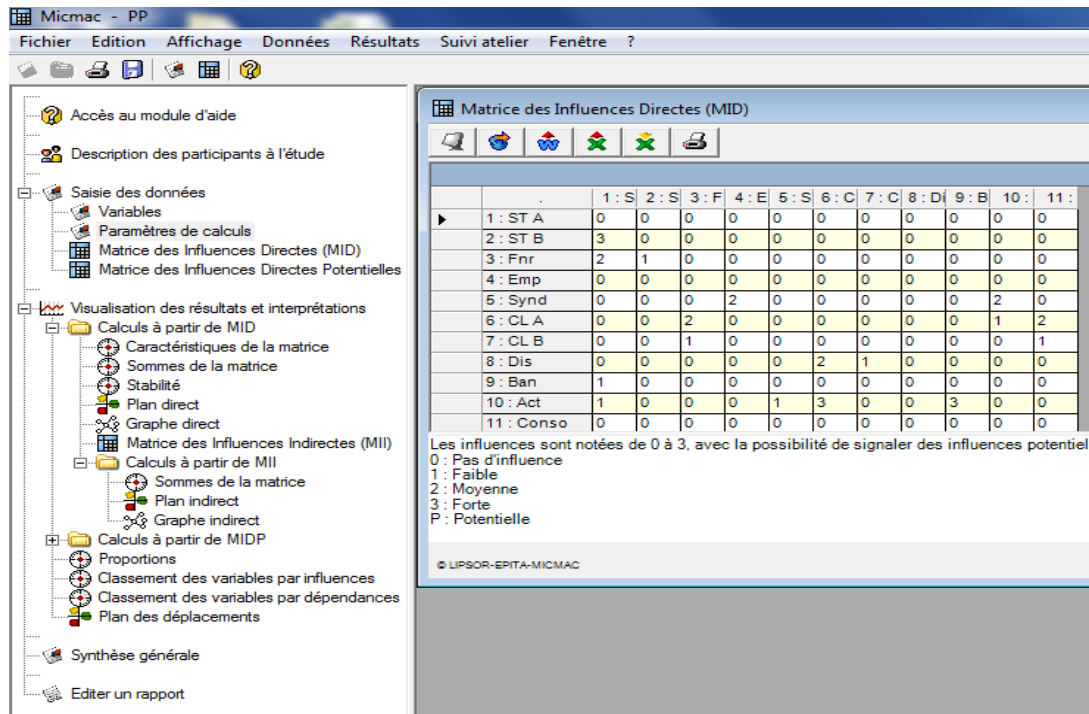 Micmac - PP
Fichier Edition Affichage Données Résultats Suivi atelier Fenêtre ?
Accès au module d'aide
Description des participants à l'étude
Saisie des données
Variables
Paramètres de calculs
Matrice des Influences Directes (MID)
Matrice des Influences Directes Potentielles
Visualisation des résultats et interprétations
Calculs à partir de MID
Caractéristiques de la matrice
Sommes de la matrice
Stabilité
Plan direct
Graphe direct
Matrice des Influences Indirectes (MII)
Calculs à partir de MII
Sommes de la matrice
Plan indirect
Graphe indirect
Calculs à partir de MIDP
Proportions
Classement des variables par influences
Classement des variables par dépendances
Plan des déplacements
Synthèse générale
Editer un rapport
Matrice des Influences Directes (MID)
. 1 : S 2 : S 3 : F 4 : E 5 : S 6 : C 7 : C 8 : Di 9 : B 10 : 11 :
1 : ST A 0 0 0 0 0 0 0 0 0 0 0
2 : ST B 3 0 0 0 0 0 0 0 0 0 0
3 : Fnr 2 1 0 0 0 0 0 0 0 0 0
4 : Emp 0 0 0 0 0 0 0 0 0 0 0
5 : Synd 0 0 0 2 0 0 0 0 0 2 0
6 : CL A 0 0 2 0 0 0 0 0 0 1 2
7 : CL B 0 0 1 0 0 0 0 0 0 0 1
8 : Dis 0 0 0 0 0 2 1 0 0 0 0
9 : Ban 1 0 0 0 0 0 0 0 0 0 0
10 : Act 1 0 0 0 1 3 0 0 3 0 0
11 : Conso 0 0 0 0 0 0 0 0 0 0 0
Les influences sont notées de 0 à 3, avec la possibilité de signaler des influences potentiel
0 : Pas d'influence
1 : Faible
2 : Moyenne
3 : Forte
P : Potentielle
© LIPSOR-EPITA-MICMAC